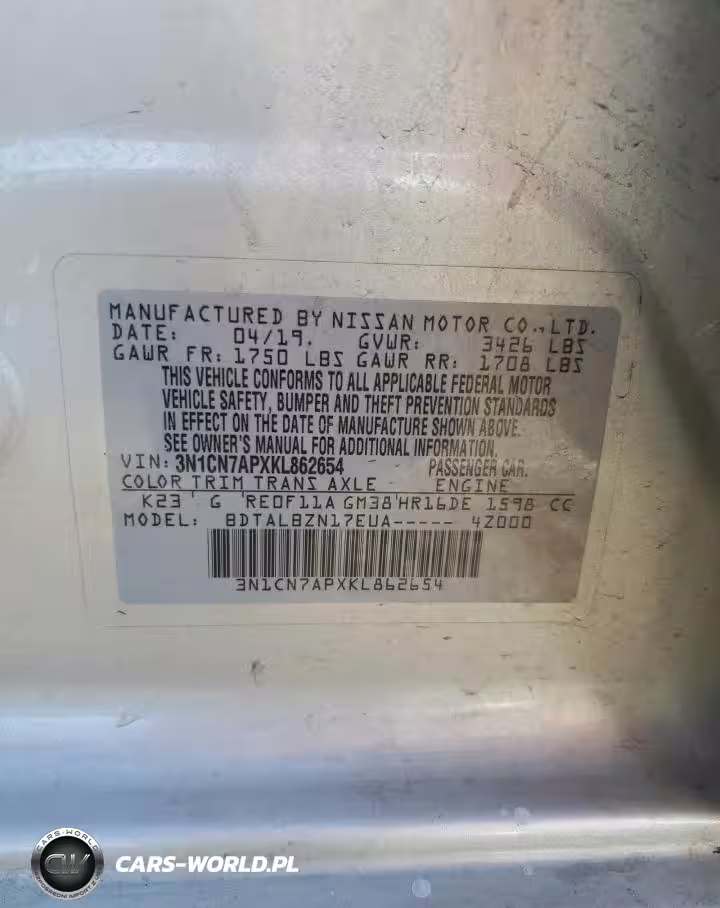 MANUFACTURED BY NISSAN MOTOR CO., LTD.
DATE: 04/19. GVWR: 3426 LBS
GAWR FR: 1750 LBS GAWR RR: 1708 LBS
THIS VEHICLE CONFORMS TO ALL APPLICABLE FEDERAL MOTOR
VEHICLE SAFETY, BUMPER AND THEFT PREVENTION STANDARDS
IN EFFECT ON THE DATE OF MANUFACTURE SHOWN ABOVE.
SEE OWNER'S MANUAL FOR ADDITIONAL INFORMATION.
VIN: 3N1CN7APXKL862654 PASSENGER CAR.
COLOR TRIM TRANS AXLE ENGINE
K23 G RE0F11A GM38 HR16DE 1598 CC
MODEL: BDTALBZN17EUA----- 4Z000
3N1CN7APXKL862654
CARS-WORLD
CW
CARS-WORLD.PL